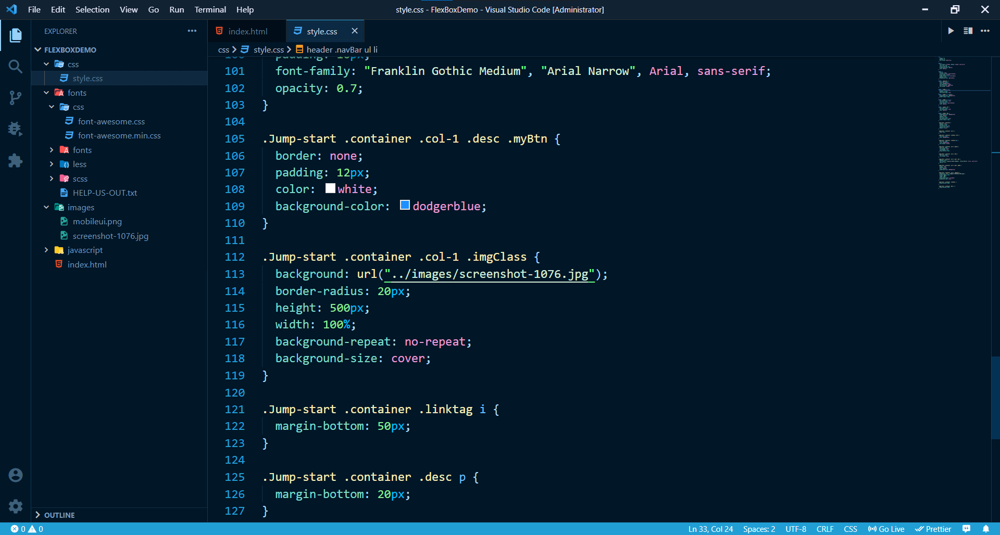 File Edit Selection View Go Run Terminal Help
style.css - FlexBoxDemo - Visual Studio Code [Administrator]
EXPLORER
FLEXBOXDEMO
css
style.css
fonts
css
font-awesome.css
font-awesome.min.css
fonts
less
scss
HELP-US-OUT.txt
images
mobileui.png
screenshot-1076.jpg
javascript
index.html
OUTLINE
index.html
style.css
css > style.css > header .navBar ul li
101 font-family: "Franklin Gothic Medium", "Arial Narrow", Arial, sans-serif;
102 opacity: 0.7;
103 }
104
105 .Jump-start .container .col-1 .desc .myBtn {
106 border: none;
107 padding: 12px;
108 color: white;
109 background-color: dodgerblue;
110 }
111
112 .Jump-start .container .col-1 .imgClass {
113 background: url("../images/screenshot-1076.jpg");
114 border-radius: 20px;
115 height: 500px;
116 width: 100%;
117 background-repeat: no-repeat;
118 background-size: cover;
119 }
120
121 .Jump-start .container .linktag i {
122 margin-bottom: 50px;
123 }
124
125 .Jump-start .container .desc p {
126 margin-bottom: 20px;
127 }
0 0
Ln 33, Col 24 Spaces: 2 UTF-8 CRLF CSS Go Live Prettier